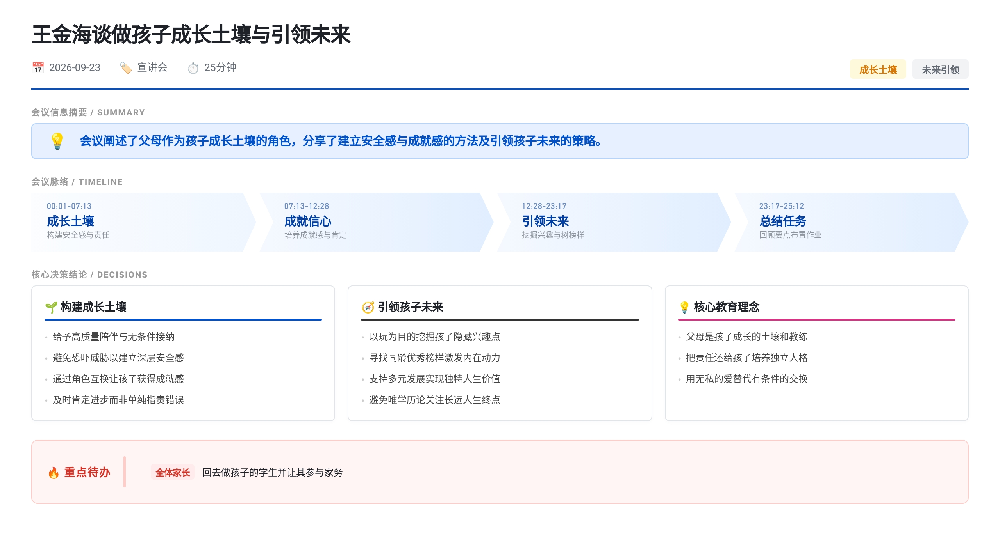 王金海谈做孩子成长土壤与引领未来
2026-09-23 宣讲会 25分钟
成长土壤 未来引领
会议信息摘要 / SUMMARY
会议阐述了父母作为孩子成长土壤的角色，分享了建立安全感与成就感的方法及引领孩子未来的策略。
会议脉络 / TIMELINE
00:01-07:13
成长土壤
构建安全感与责任
07:13-12:28
成就信心
培养成就感与肯定
12:28-23:17
引领未来
挖掘兴趣与树榜样
23:17-25:12
总结任务
回顾要点布置作业
核心决策结论 / DECISIONS
构建成长土壤
• 给予高质量陪伴与无条件接纳
• 避免恐吓威胁以建立深层安全感
• 通过角色互换让孩子获得成就感
• 及时肯定进步而非单纯指责错误
引领孩子未来
• 以玩为目的挖掘孩子隐藏兴趣点
• 寻找同龄优秀榜样激发内在动力
• 支持多元发展实现独特人生价值
• 避免唯学历论关注长远人生终点
核心教育理念
• 父母是孩子成长的土壤和教练
• 把责任还给孩子培养独立人格
• 用无私的爱替代有条件的交换
重点待办
全体家长 回去做孩子的学生并让其参与家务